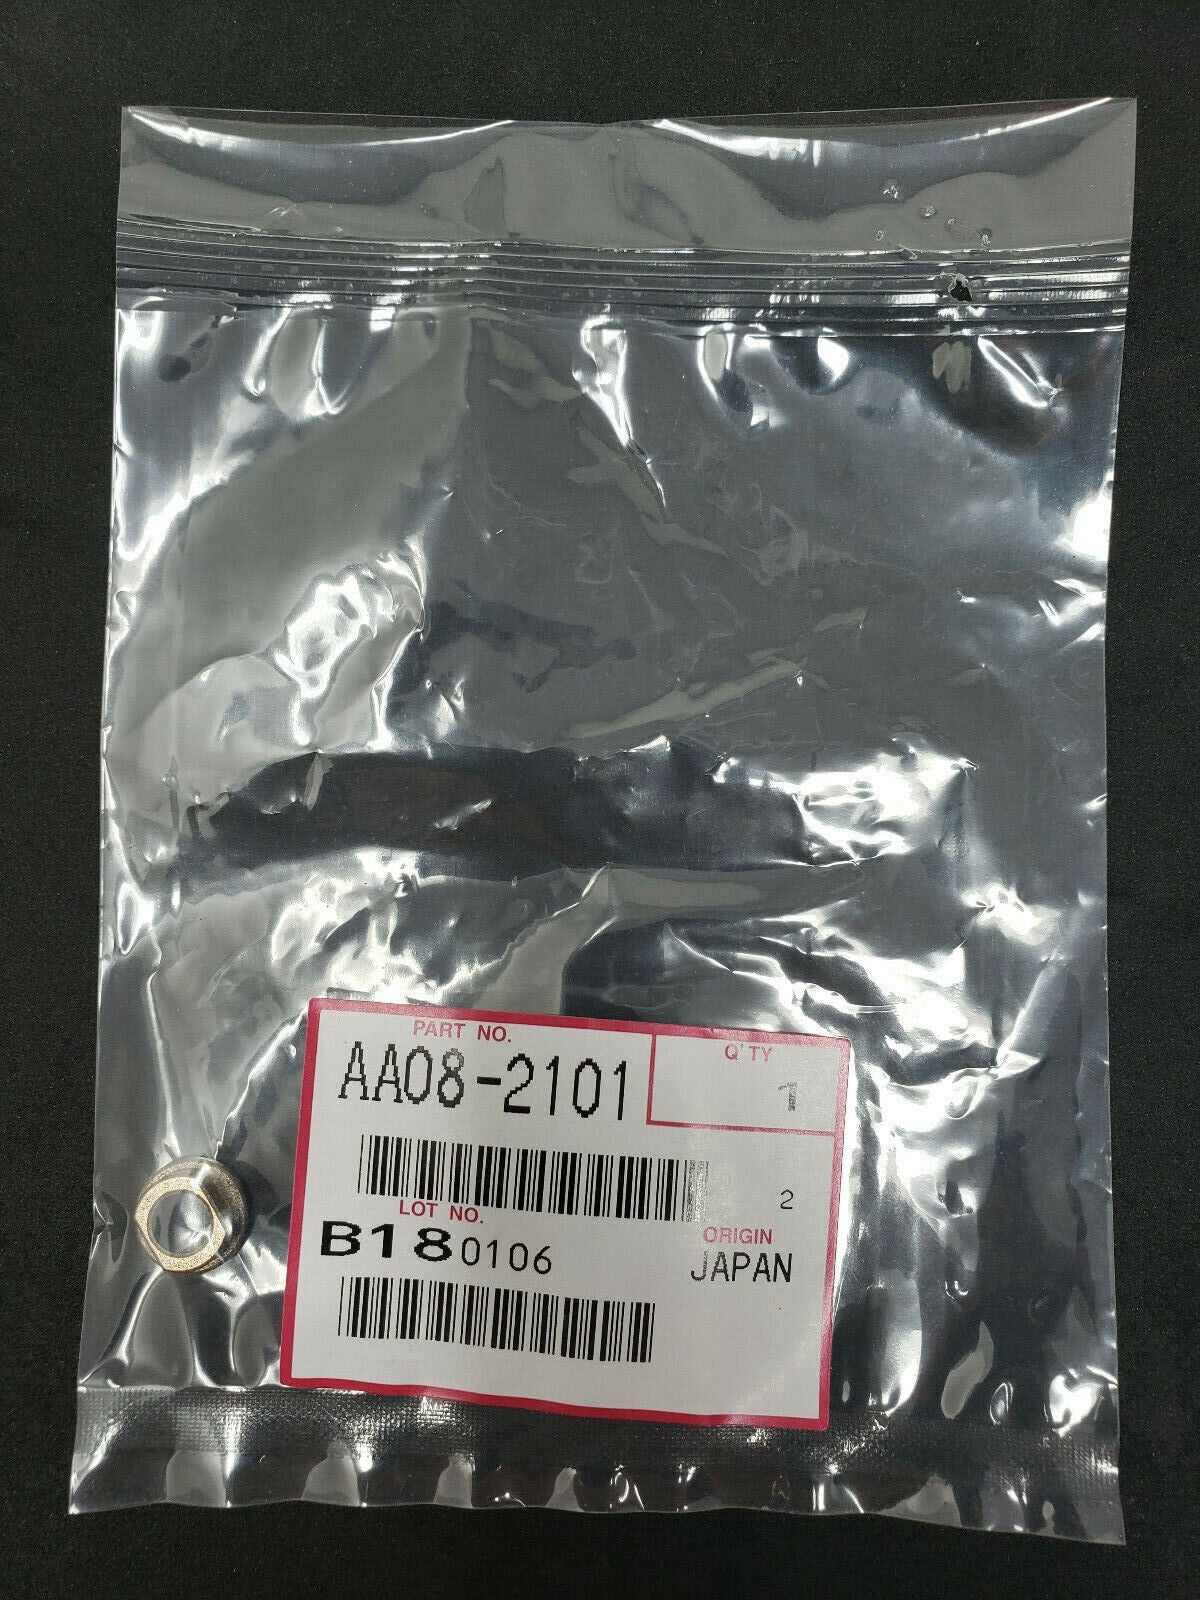 PART NO.
AA08-2101
Q'TY
1
2
LOT NO.
B180106
ORIGIN
JAPAN